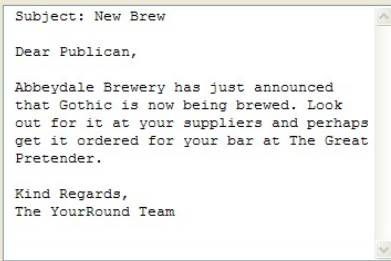 Subject: New Brew
Dear Publican,
Abbeydale Brewery has just announced
that Gothic is now being brewed. Look
out for it at your suppliers and perhaps
get it ordered for your bar at The Great
Pretender.
Kind Regards,
The YourRound Team